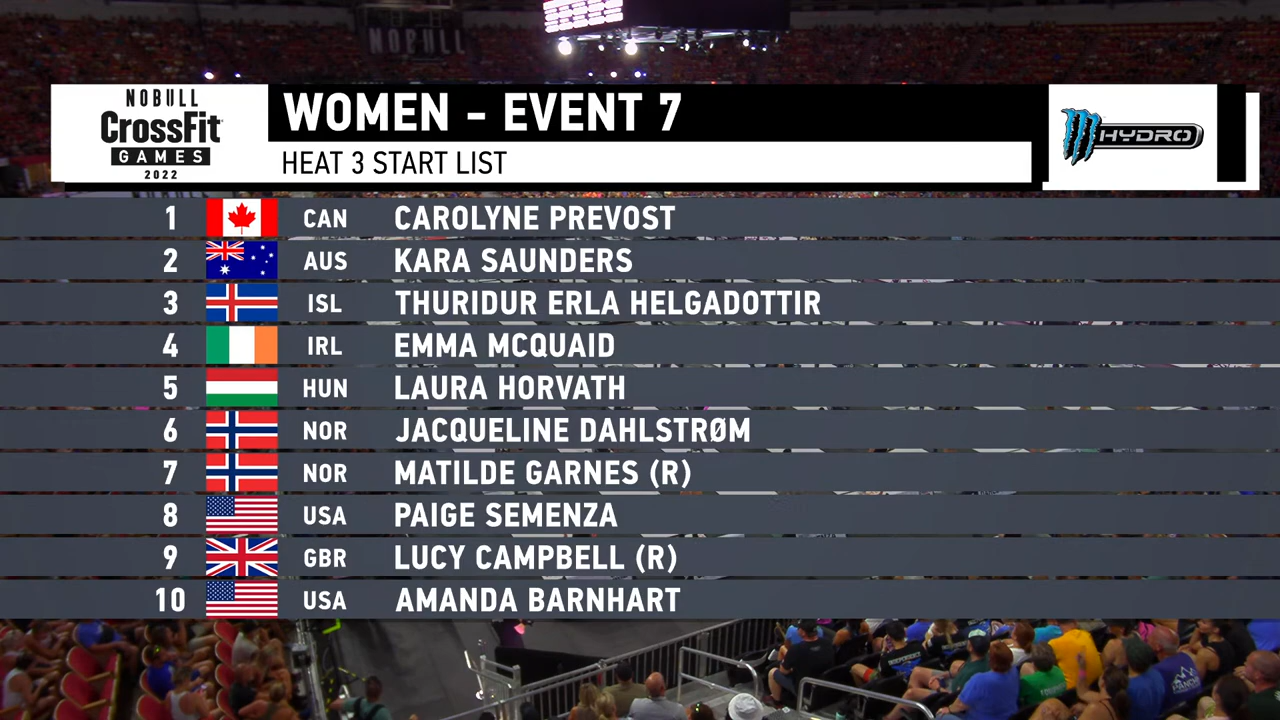 NOBULL
NOBULL
CrossFit
GAMES
2022
WOMEN - EVENT 7
HEAT 3 START LIST
HYDRO
1 CAN CAROLYNE PREVOST
2 AUS KARA SAUNDERS
3 ISL THURIDUR ERLA HELGADOTTIR
4 IRL EMMA MCQUAID
5 HUN LAURA HORVATH
6 NOR JACQUELINE DAHLSTRØM
7 NOR MATILDE GARNES (R)
8 USA PAIGE SEMENZA
9 GBR LUCY CAMPBELL (R)
10 USA AMANDA BARNHART